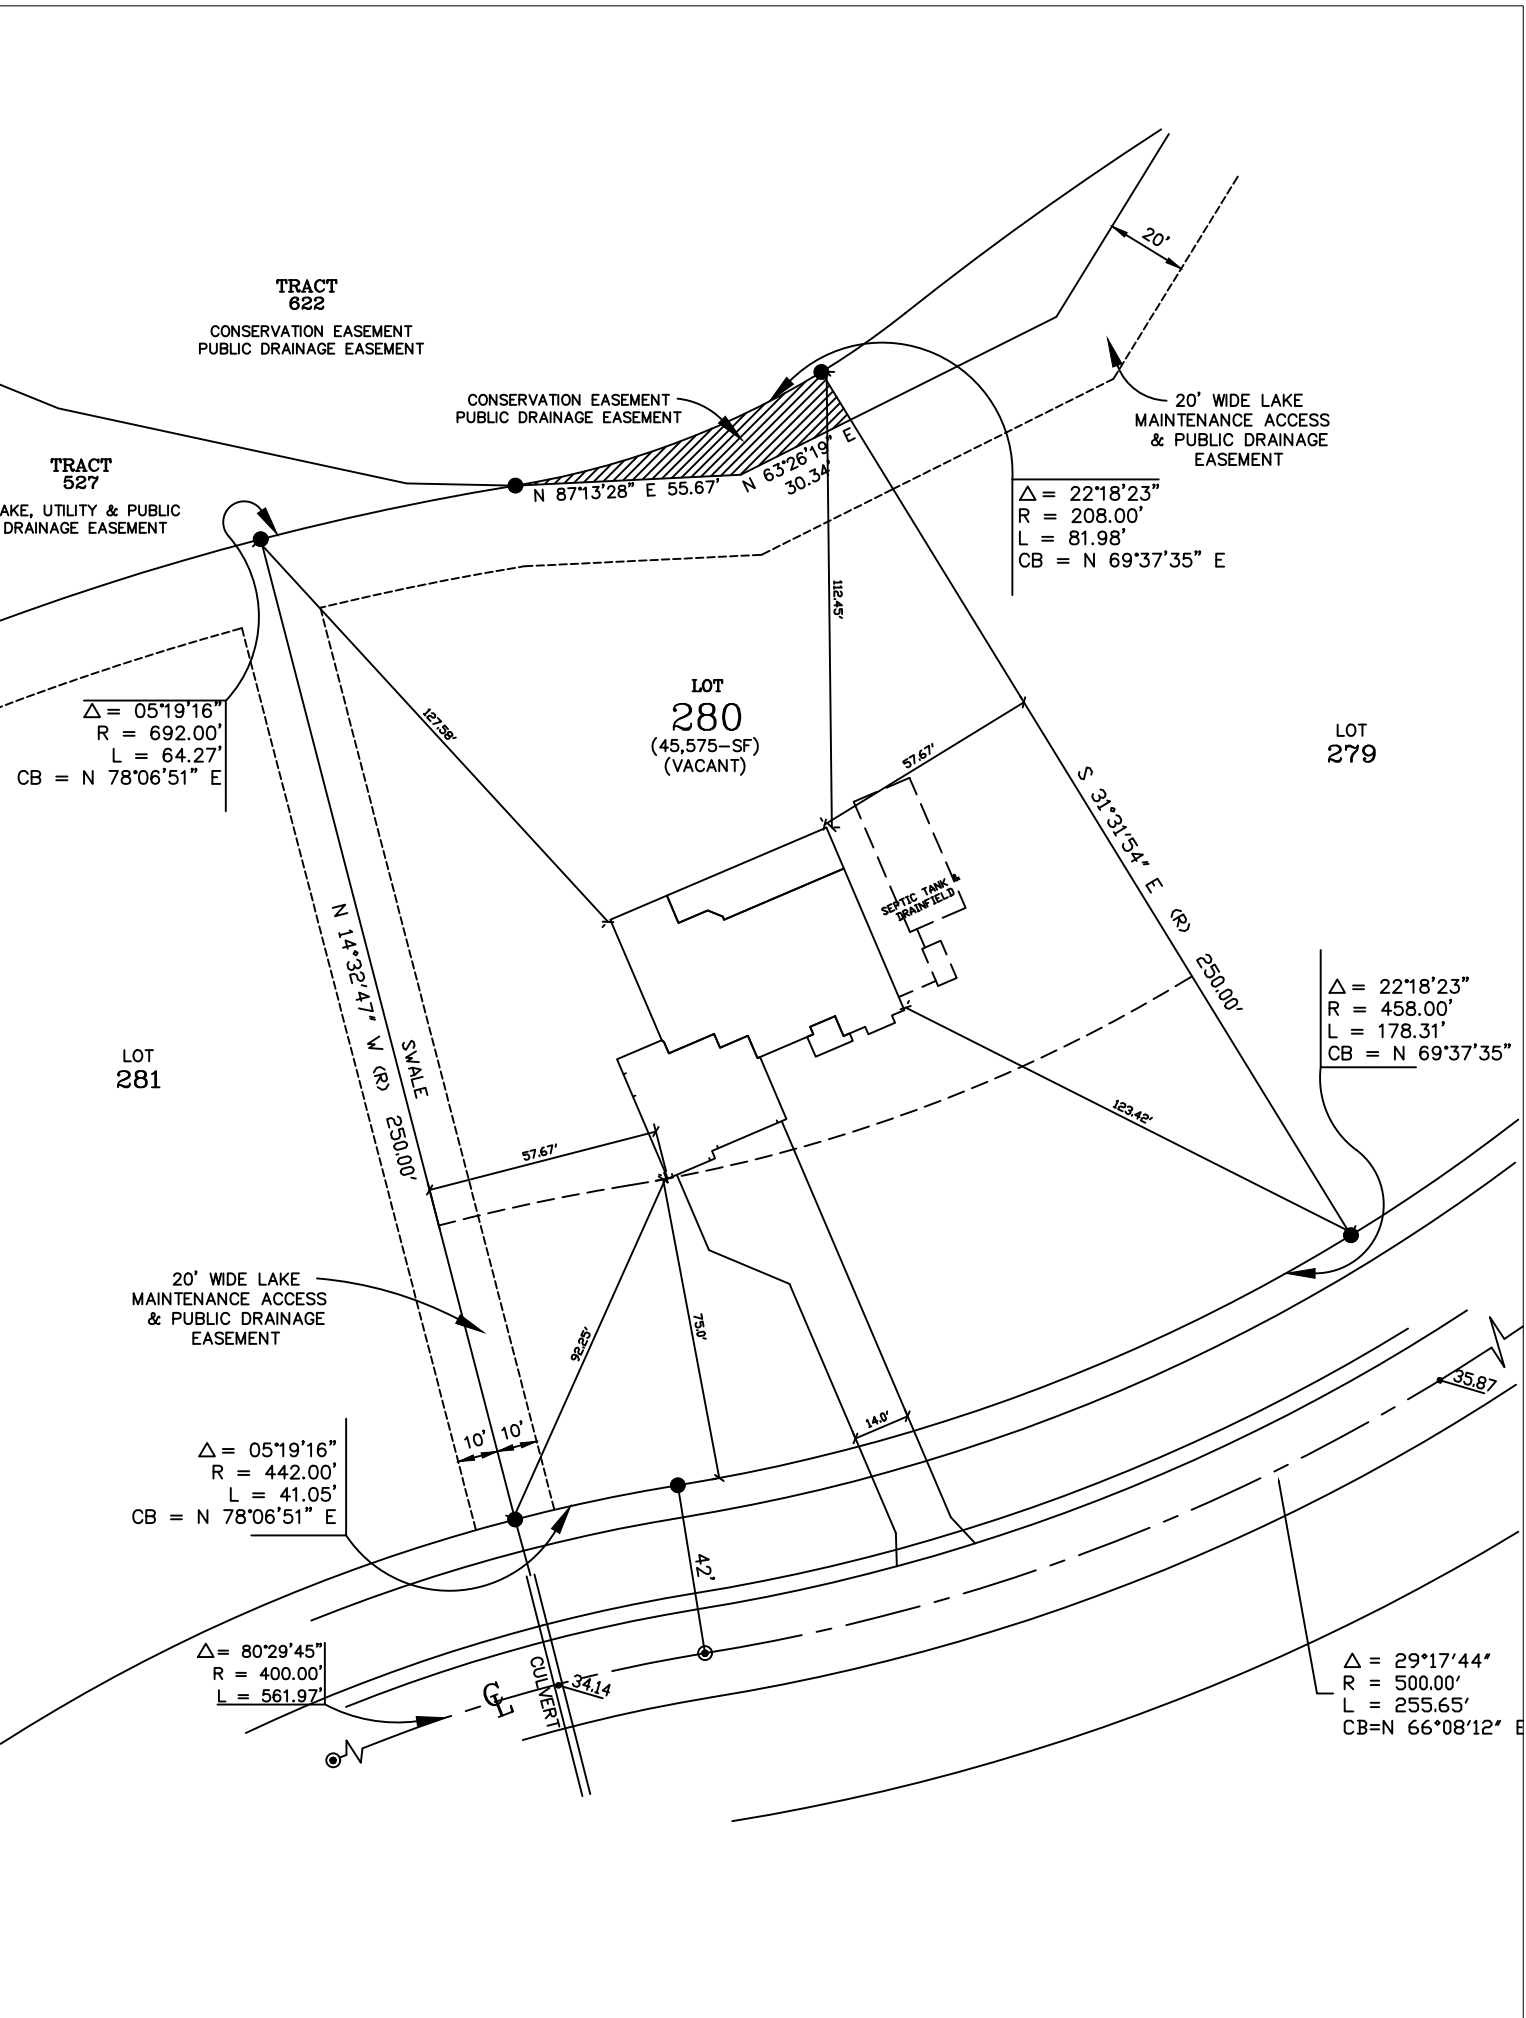 TRACT
622
CONSERVATION EASEMENT
PUBLIC DRAINAGE EASEMENT
20'
CONSERVATION EASEMENT
PUBLIC DRAINAGE EASEMENT
20' WIDE LAKE
MAINTENANCE ACCESS
& PUBLIC DRAINAGE
EASEMENT
TRACT
527
AKE, UTILITY & PUBLIC
DRAINAGE EASEMENT
N 87°13'28" E 55.67'
N 63°26'19" E
30.34'
Δ = 22°18'23"
R = 208.00'
L = 81.98'
CB = N 69°37'35" E
112.45'
127.58'
Δ = 05°19'16"
R = 692.00'
L = 64.27'
CB = N 78°06'51" E
LOT
280
(45,575-SF)
(VACANT)
57.67'
LOT
279
S 31°31'54" E (R) 250.00'
SEPTIC TANK &
DRAINFIELD
N 14°32'47" W (R) 250.00'
SWALE
Δ = 22°18'23"
R = 458.00'
L = 178.31'
CB = N 69°37'35"
LOT
281
57.67'
123.42'
20' WIDE LAKE
MAINTENANCE ACCESS
& PUBLIC DRAINAGE
EASEMENT
92.25'
75.0'
35.87
14.0'
10' 10'
Δ = 05°19'16"
R = 442.00'
L = 41.05'
CB = N 78°06'51" E
42'
Δ = 80°29'45"
R = 400.00'
L = 561.97'
CULVERT
34.14
CL
Δ = 29°17'44"
R = 500.00'
L = 255.65'
CB=N 66°08'12" E